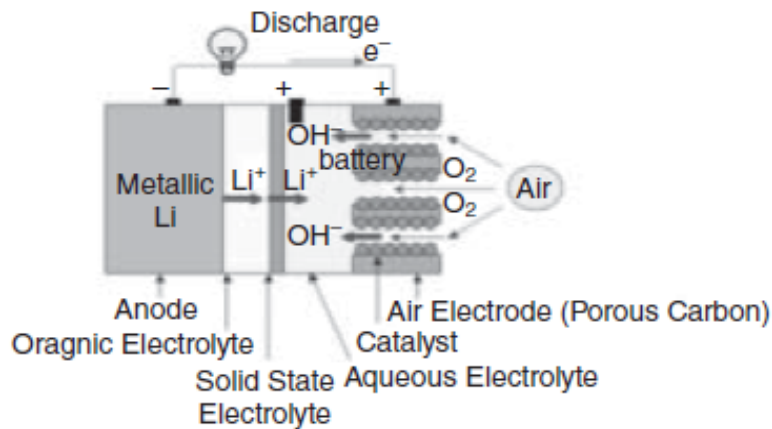 Discharge
e⁻
− + +
OH⁻
battery
Metallic
Li
Li⁺ Li⁺
O₂
O₂
Air
OH⁻
Anode
Air Electrode (Porous Carbon)
Oragnic Electrolyte
Catalyst
Solid State
Electrolyte
Aqueous Electrolyte